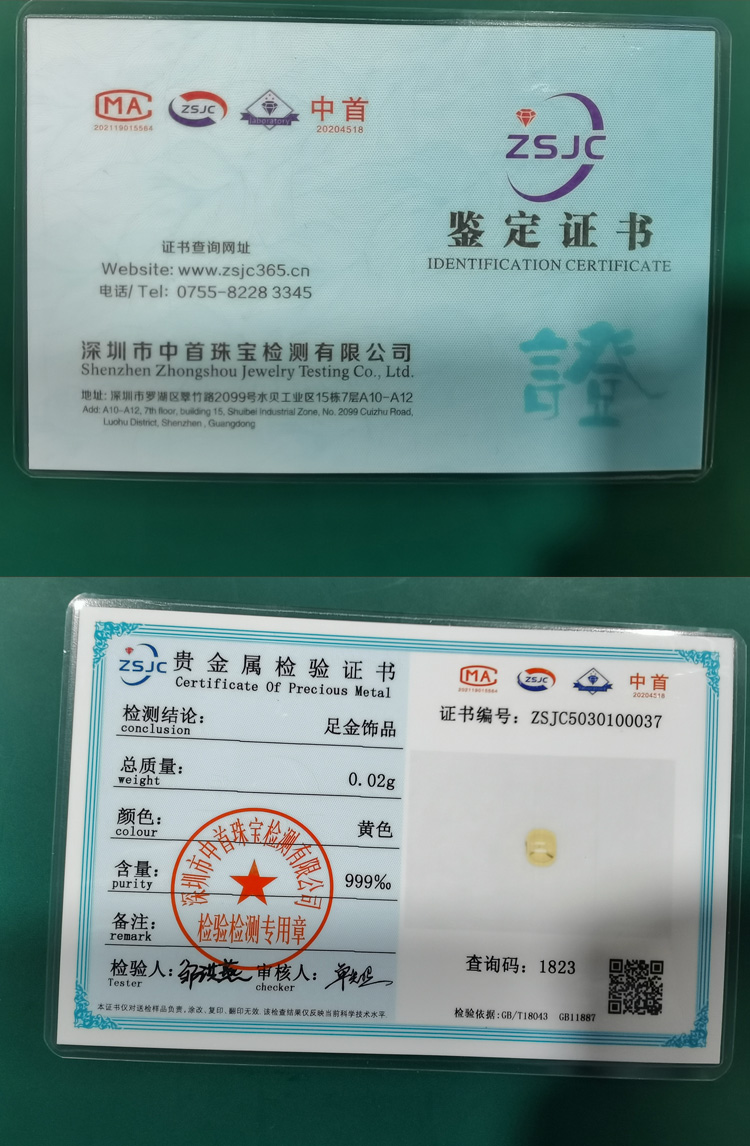 MA
202119015564
ZSJC
laboratory
中首
20204518
ZSJC
鉴定证书
IDENTIFICATION CERTIFICATE
證
证书查询网址
Website: www.zsjc365.cn
电话/ Tel: 0755-8228 3345
深圳市中首珠宝检测有限公司
Shenzhen Zhongshou Jewelry Testing Co., Ltd.
地址: 深圳市罗湖区翠竹路2099号水贝工业区15栋7层A10-A12
Add: A10-A12, 7th floor, building 15, Shuibei Industrial Zone, No. 2099 Cuizhu Road,
Luohu District, Shenzhen , Guangdong
ZSJC
贵金属检验证书
Certificate Of Precious Metal
检测结论:
conclusion
足金饰品
总质量:
weight
0.02g
颜色:
colour
黄色
含量:
purity
999‰
备注:
remark
深圳市中首珠宝检测有限公司
检验检测专用章
检验人:
Tester
审核人:
checker
本证书仅对送检样品负责,涂改、复印、翻印无效.该检查结果仅反映当前科学技术水平
MA
202119015564
ZSJC
中首
20204518
证书编号: ZSJC5030100037
查询码: 1823
检验依据:GB/T18043 GB11887